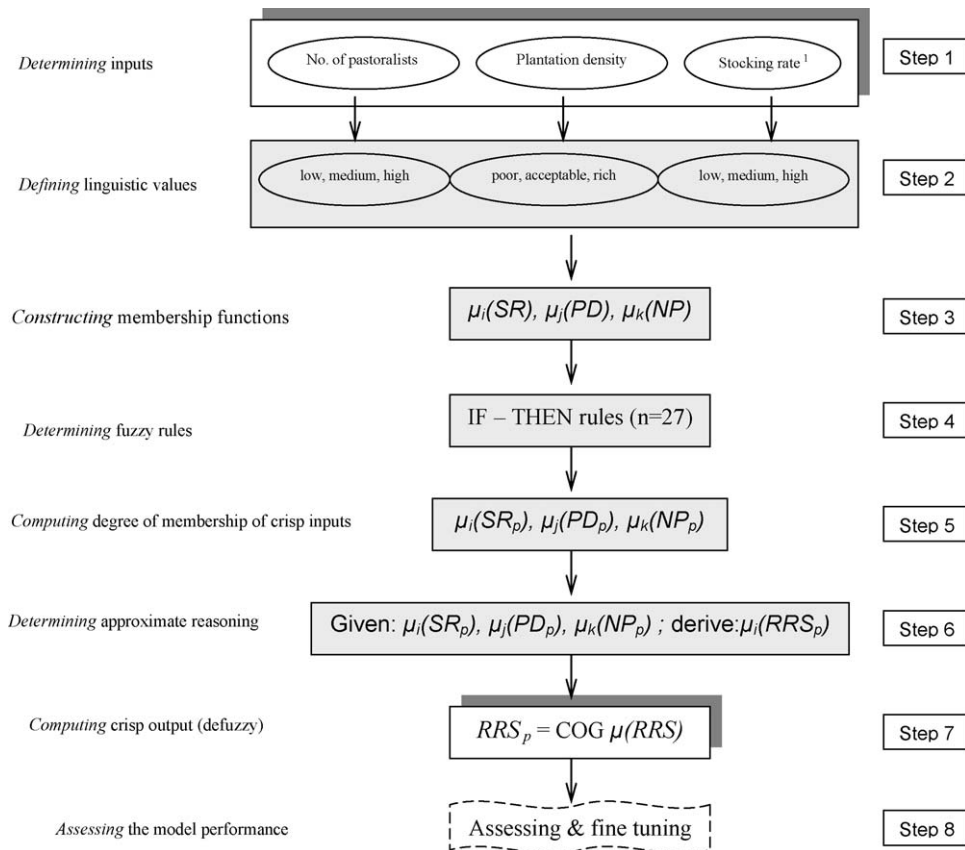 Determining inputs No. of pastoralists Plantation density Stocking rate ¹ Step 1
Defining linguistic values low, medium, high poor, acceptable, rich low, medium, high Step 2
Constructing membership functions μi(SR), μj(PD), μk(NP) Step 3
Determining fuzzy rules IF – THEN rules (n=27) Step 4
Computing degree of membership of crisp inputs μi(SRp), μj(PDp), μk(NPp) Step 5
Determining approximate reasoning Given: μi(SRp), μj(PDp), μk(NPp) ; derive:μi(RRSp) Step 6
Computing crisp output (defuzzy) RRSp = COG μ(RRS) Step 7
Assessing the model performance Assessing & fine tuning Step 8